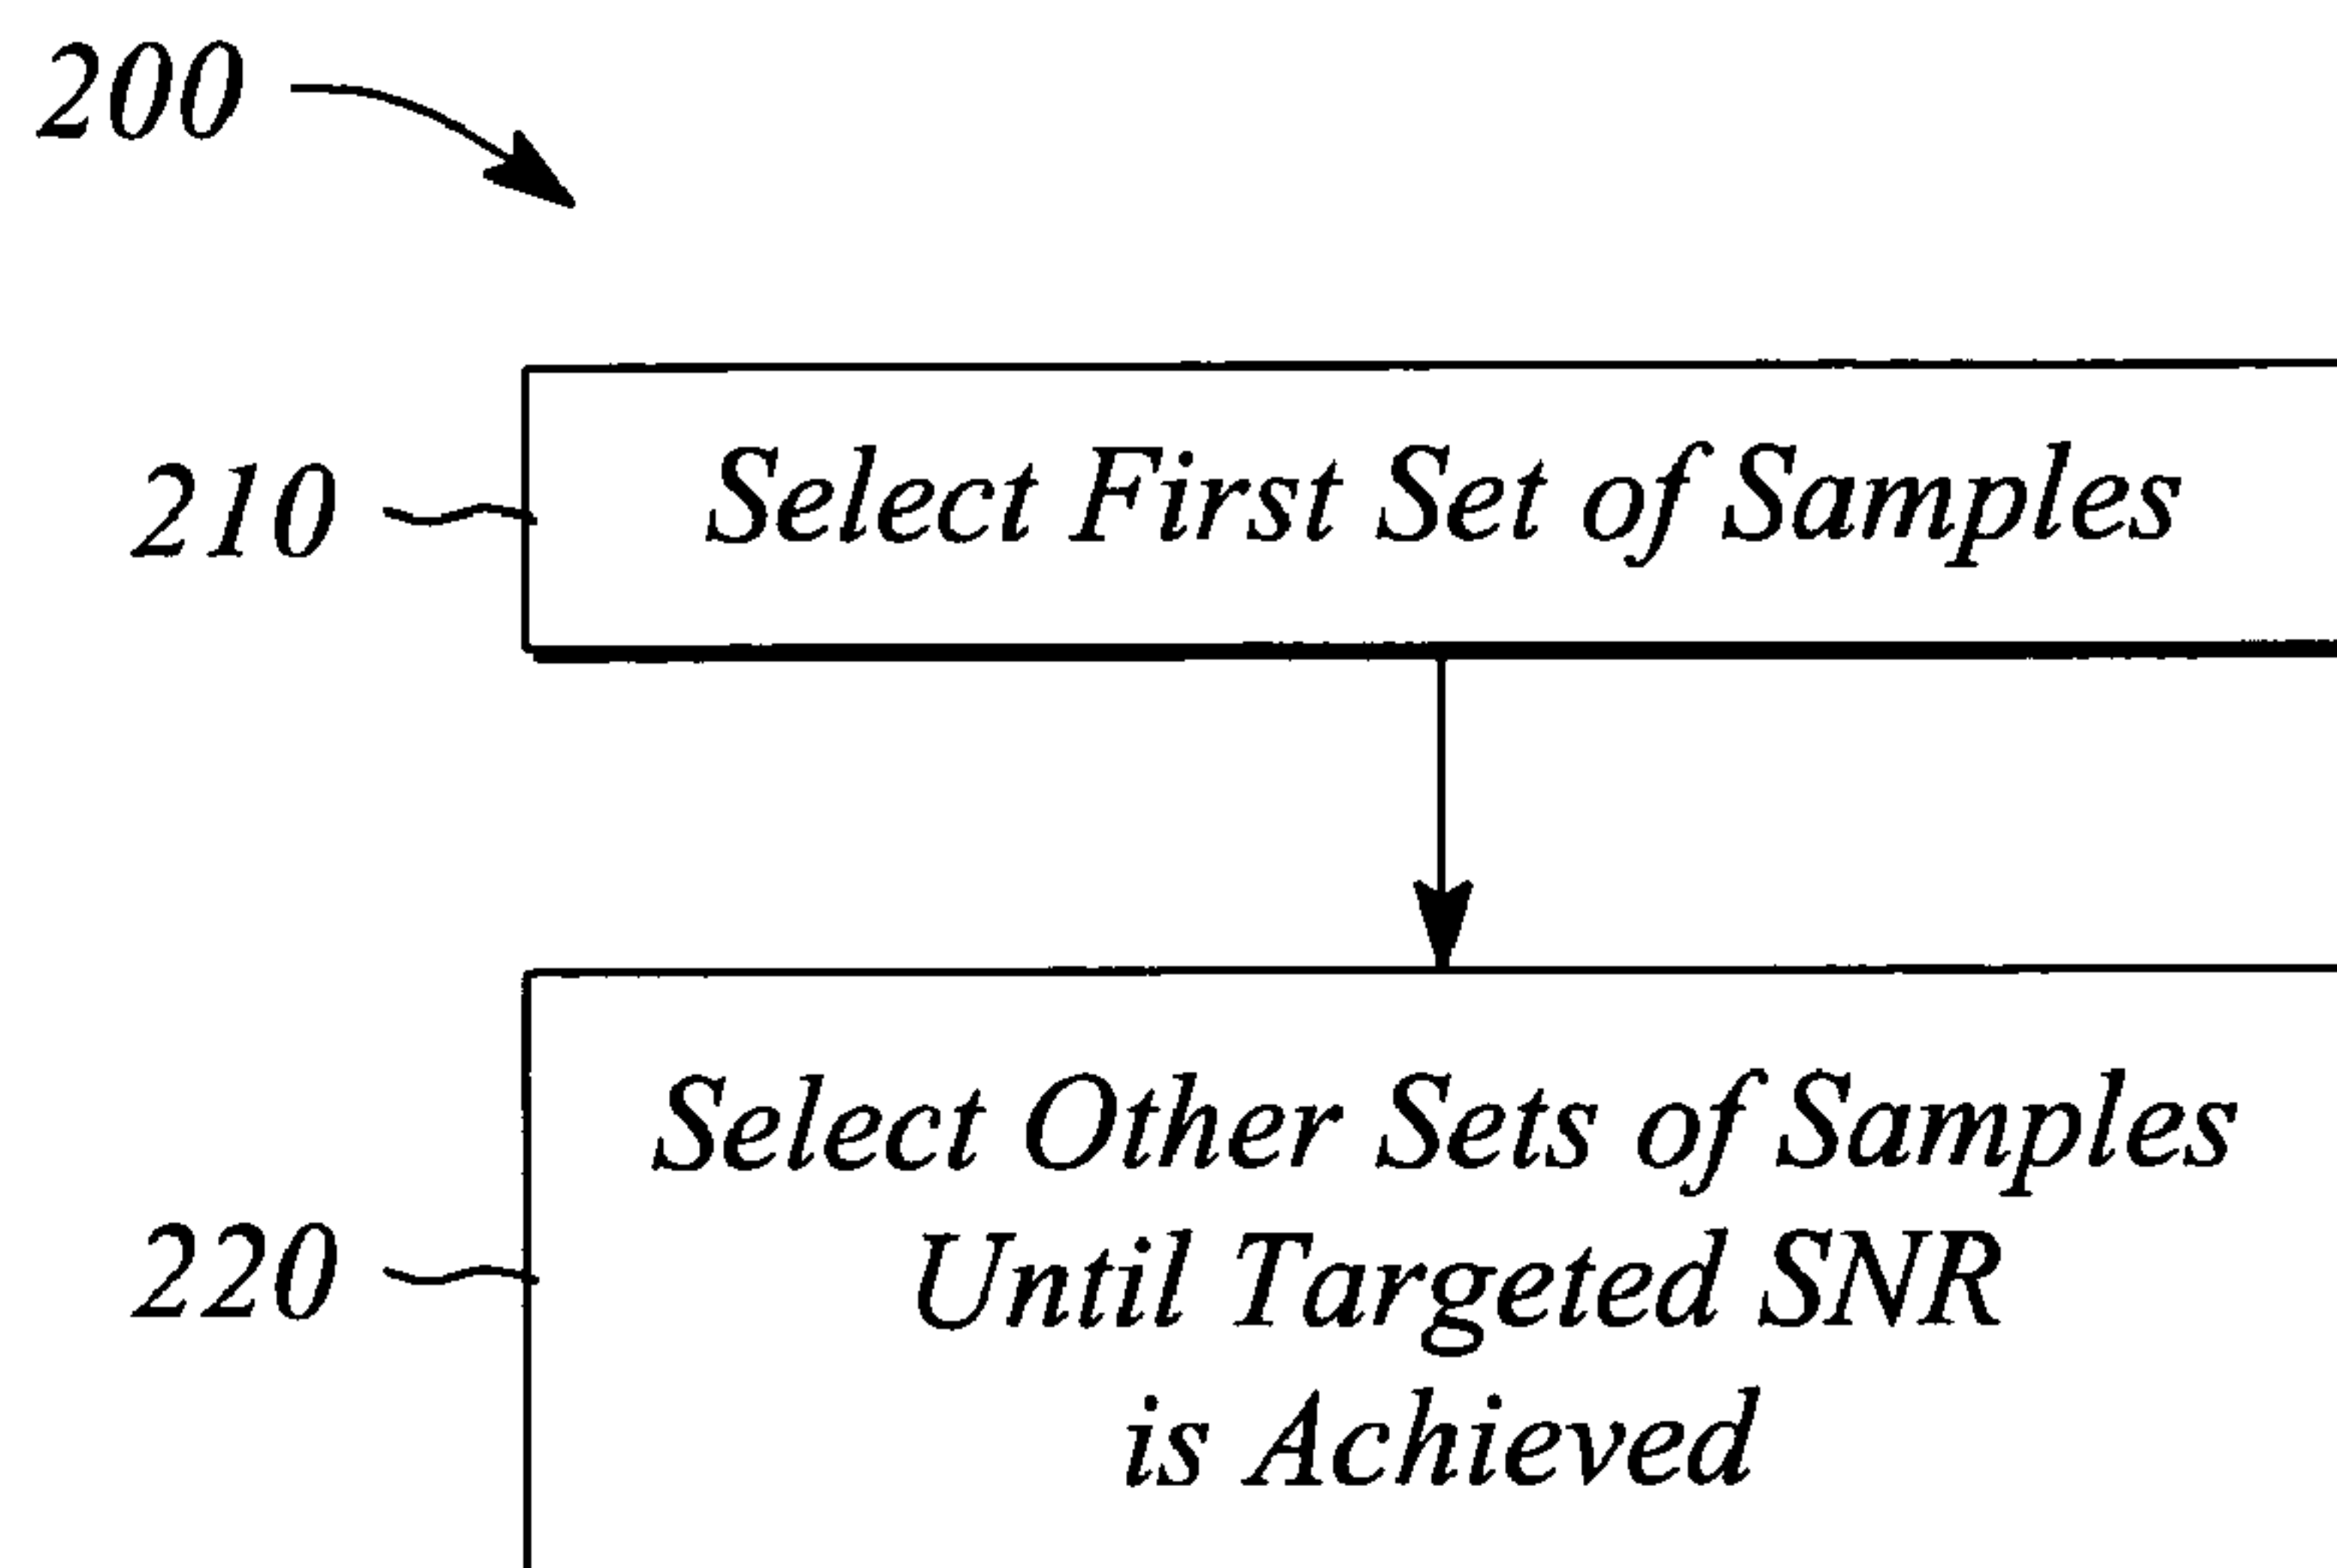 200
210
Select First Set of Samples
220
Select Other Sets of Samples
Until Targeted SNR
is Achieved